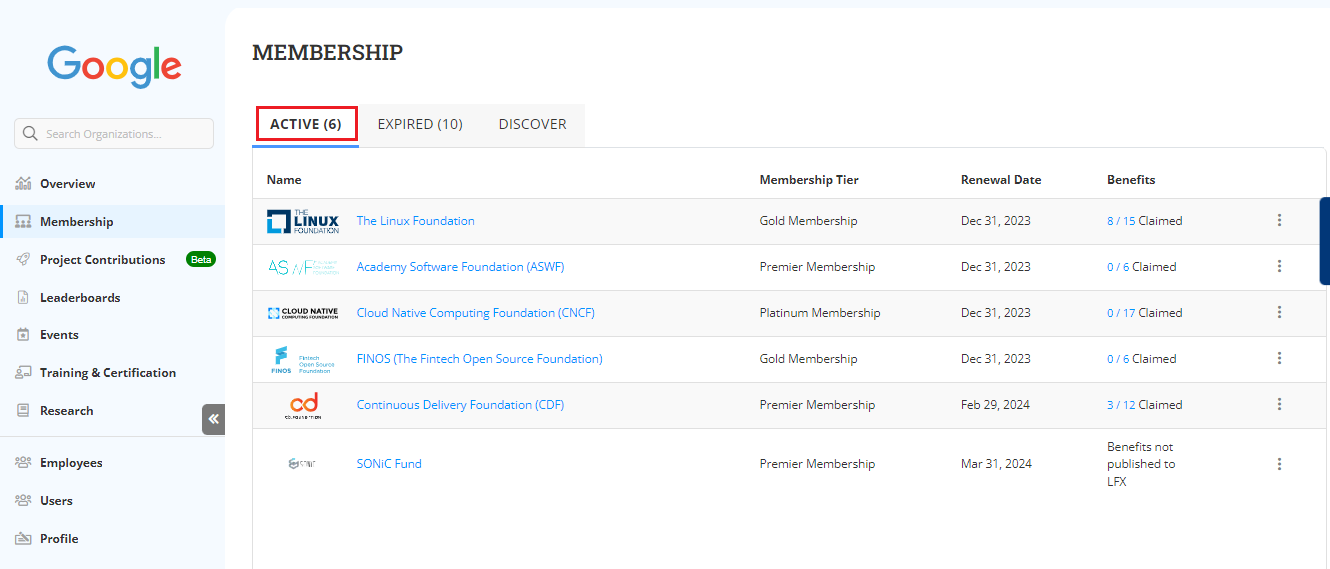 Google
Search Organizations...
Overview
Membership
Project Contributions Beta
Leaderboards
Events
Training & Certification
Research
Employees
Users
Profile
MEMBERSHIP
ACTIVE (6) EXPIRED (10) DISCOVER
Name Membership Tier Renewal Date Benefits
THE
LINUX
FOUNDATION
The Linux Foundation Gold Membership Dec 31, 2023 8 / 15 Claimed
ASWF
Academy Software Foundation (ASWF) Premier Membership Dec 31, 2023 0 / 6 Claimed
CLOUD NATIVE
COMPUTING FOUNDATION
Cloud Native Computing Foundation (CNCF) Platinum Membership Dec 31, 2023 0 / 17 Claimed
FINOS
Fintech
Open Source
Foundation
FINOS (The Fintech Open Source Foundation) Gold Membership Dec 31, 2023 0 / 6 Claimed
cd
CD.FOUNDATION
Continuous Delivery Foundation (CDF) Premier Membership Feb 29, 2024 3 / 12 Claimed
SONiC
SONiC Fund Premier Membership Mar 31, 2024 Benefits not
published to
LFX